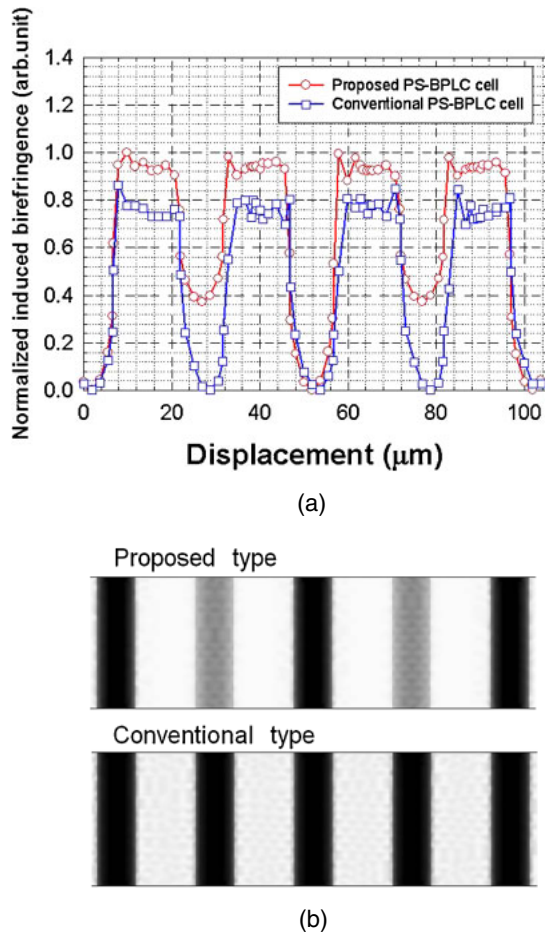 (a)
Normalized induced birefringence (arb.unit)
1.4
1.2
1.0
0.8
0.6
0.4
0.2
0.0
Proposed PS-BPLC cell
Conventional PS-BPLC cell
0 20 40 60 80 100
Displacement (μm)
(a)
Proposed type
Conventional type
(b)